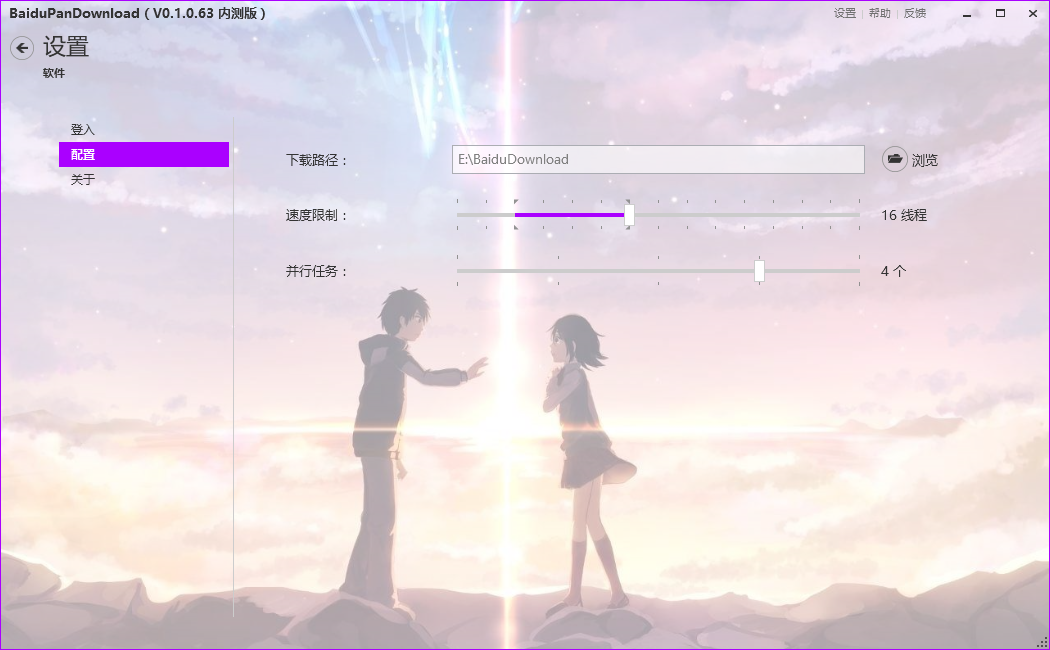 BaiduPanDownload ( V0.1.0.63 内测版 )
设置 | 帮助 | 反馈
设置
软件
登入
配置
关于
下载路径：
E:\BaiduDownload
浏览
速度限制：
16 线程
并行任务：
4 个